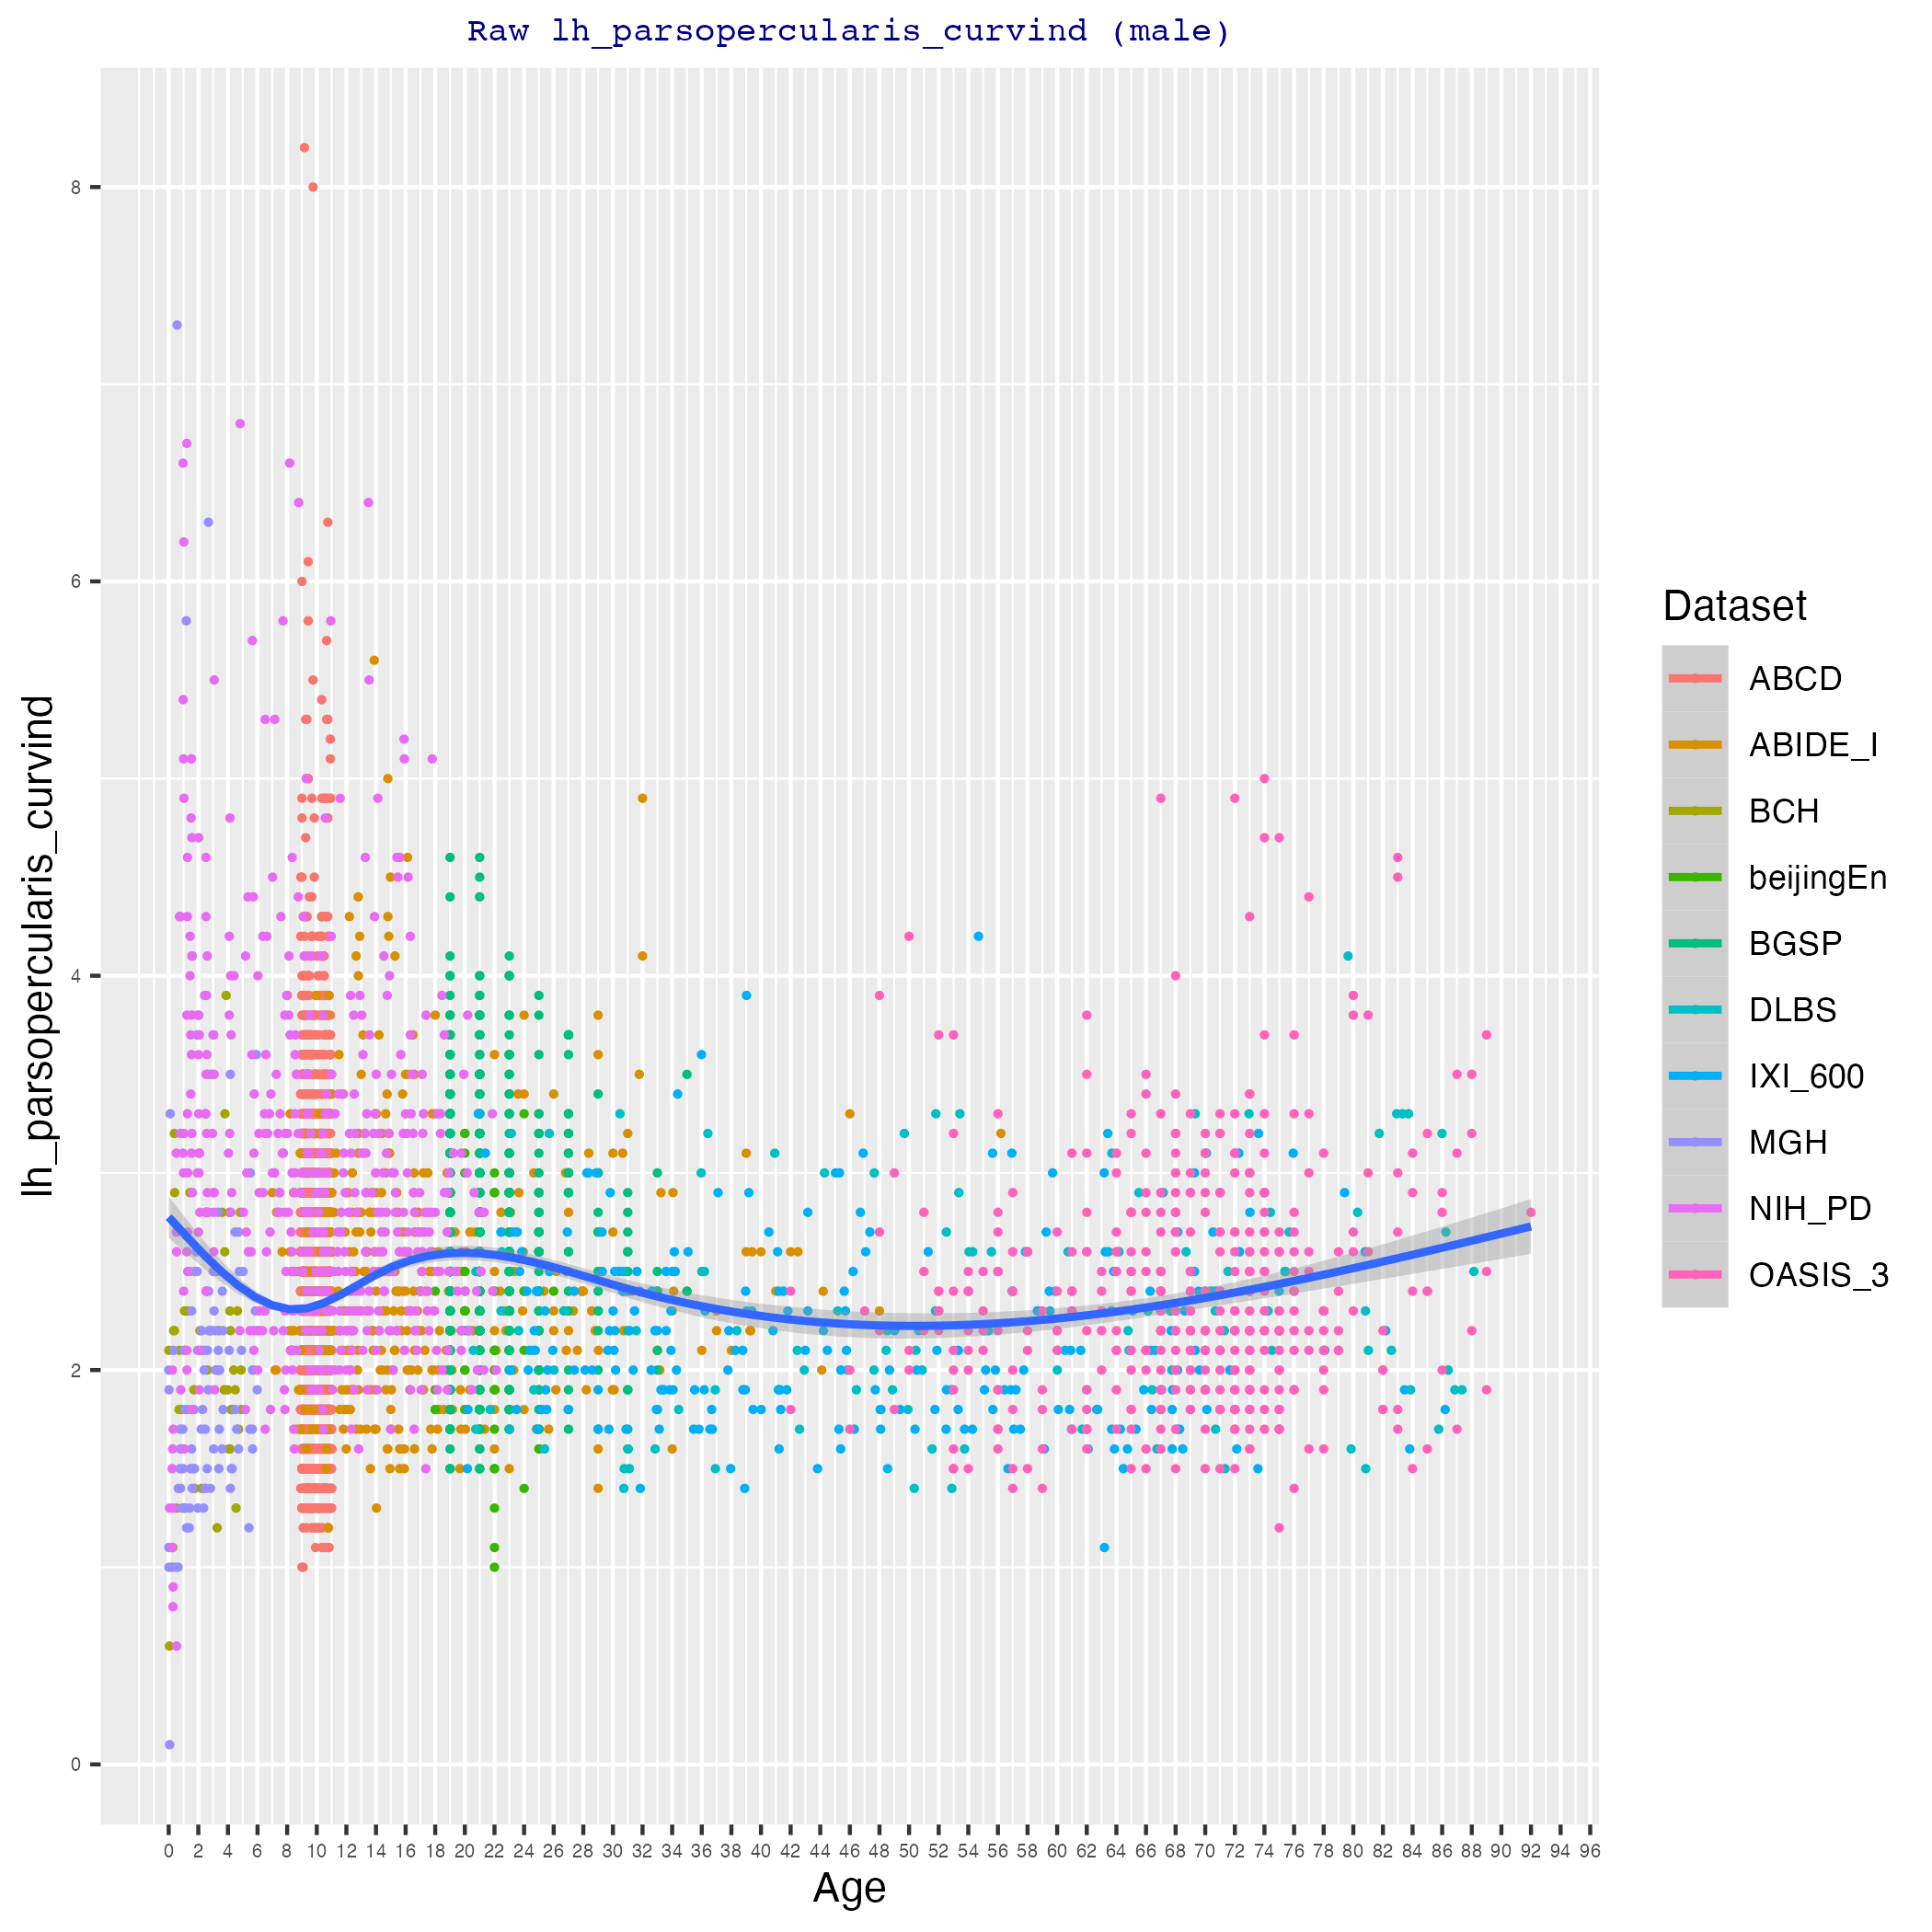 Raw lh_parsopercularis_curvind (male)
lh_parsopercularis_curvind
8
6
4
2
0
0 2 4 6 8 10 12 14 16 18 20 22 24 26 28 30 32 34 36 38 40 42 44 46 48 50 52 54 56 58 60 62 64 66 68 70 72 74 76 78 80 82 84 86 88 90 92 94 96
Age
Dataset
ABCD
ABIDE_I
BCH
beijingEn
BGSP
DLBS
IXI_600
MGH
NIH_PD
OASIS_3